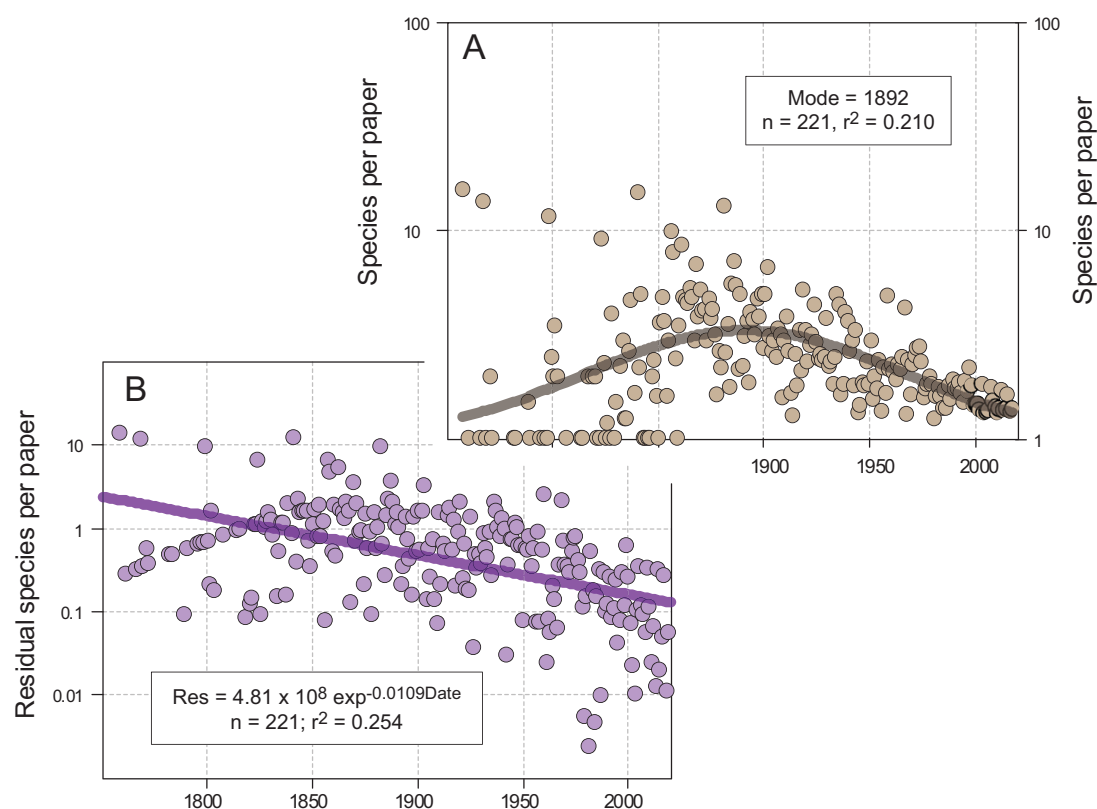 A
100
100
Species per paper
Species per paper
Mode = 1892
n = 221, r² = 0.210
10
10
1
1900
1950
2000
B
Residual species per paper
10
1
0.1
0.01
Res = 4.81 x 10⁸ exp⁻⁰·⁰¹⁰⁹ᴰᵃᵗᵉ
n = 221; r² = 0.254
1800
1850
1900
1950
2000